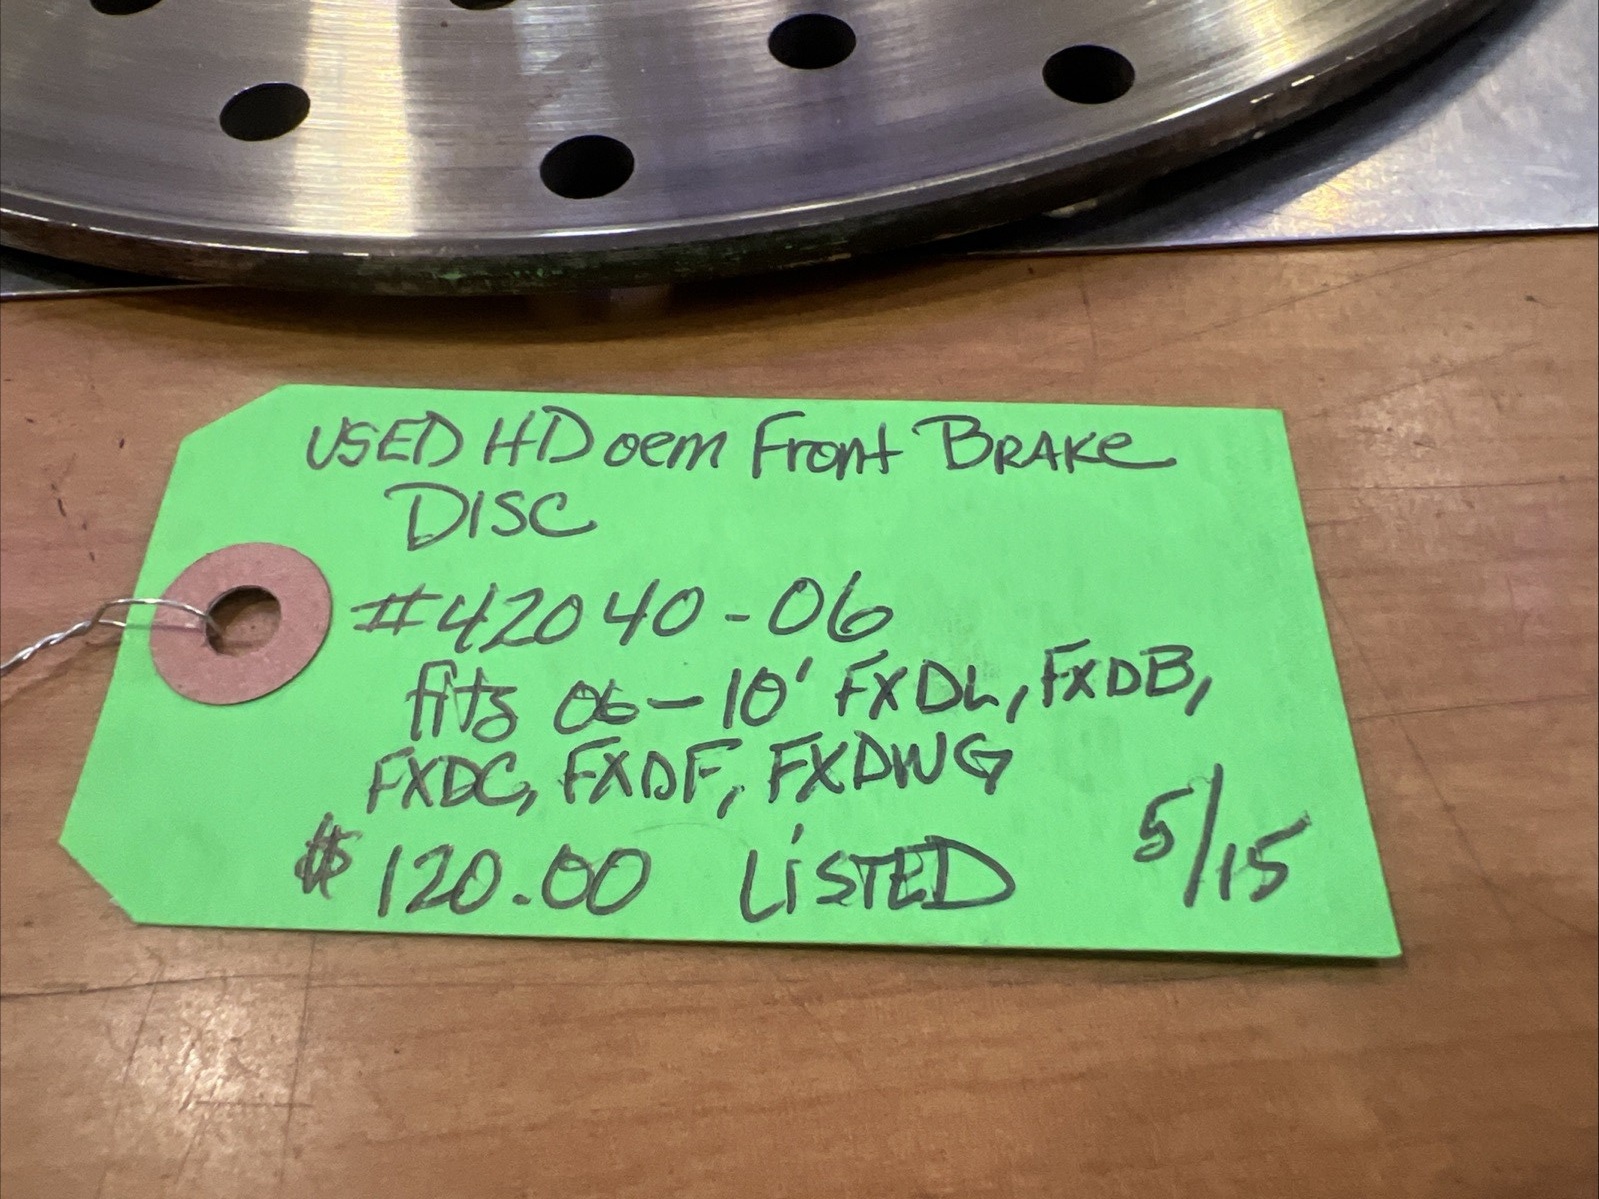 USED HD oem Front BRAKe
DISC
#42040-06
fits 06-10' FXDL, FXDB,
FXDC, FXDF, FXDWG
$120.00 LiSTED 5/15